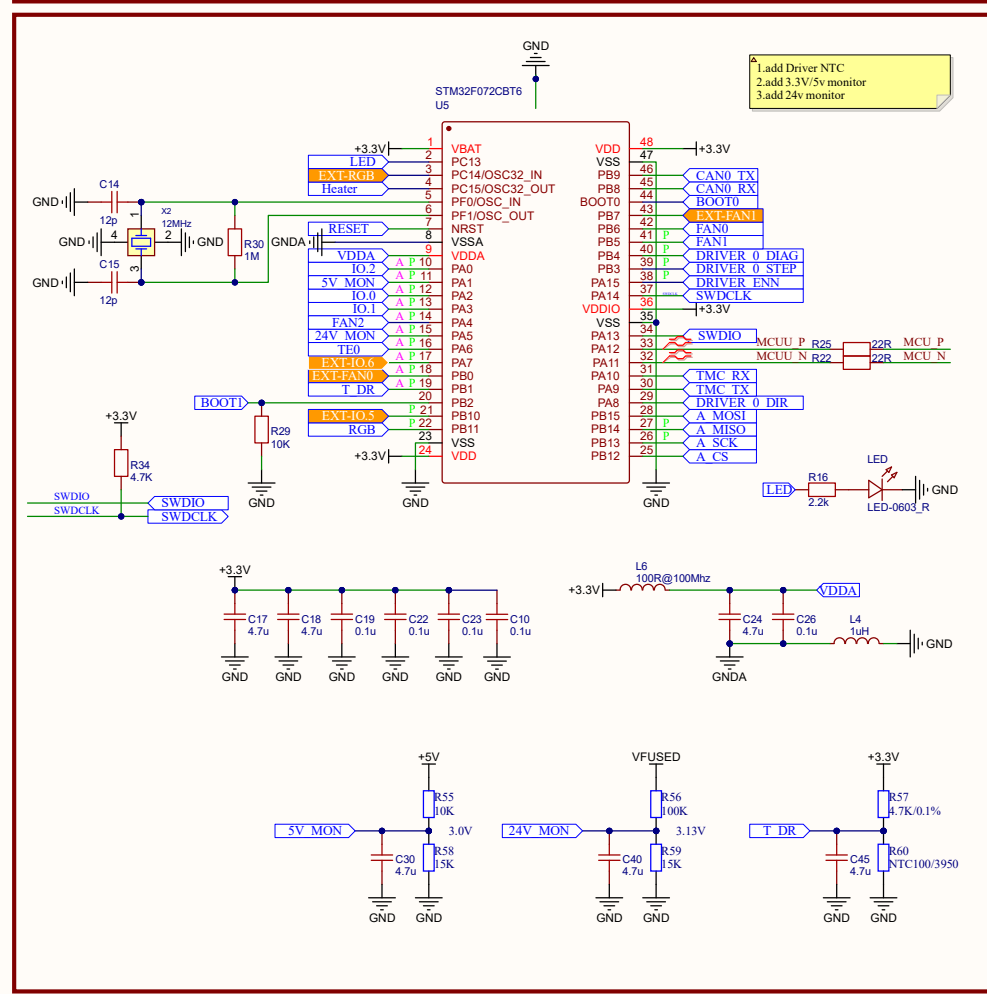 GND
1.add Driver NTC
2.add 3.3V/5v monitor
3.add 24v monitor
STM32F072CBT6
U5
+3.3V 1 VBAT
LED 2 PC13
EXT-RGB 3 PC14/OSC32_IN
Heater 4 PC15/OSC32_OUT
5 PF0/OSC_IN
6 PF1/OSC_OUT
RESET 7 NRST
GNDA 8 VSSA
VDDA 9 VDDA
IO.2 A P 10 PA0
5V_MON A P 11 PA1
IO.0 A P 12 PA2
IO.1 A P 13 PA3
FAN2 A P 14 PA4
24V_MON A P 15 PA5
TE0 A P 16 PA6
EXT-IO.6 A P 17 PA7
EXT-FAN0 A P 18 PB0
T_DR A P 19 PB1
BOOT1 20 PB2
EXT-IO.5 P 21 PB10
RGB P 22 PB11
23 VSS
+3.3V 24 VDD
VDD 48 +3.3V
VSS 47
PB9 46 CAN0_TX
PB8 45 CAN0_RX
BOOT0 44 BOOT0
PB7 43 EXT-FAN1
PB6 42 FAN0
PB5 41 P FAN1
PB4 40 P DRIVER_0_DIAG
PB3 39 P DRIVER_0_STEP
PA15 38 P DRIVER_ENN
PA14 37 SWDCLK
VDDIO 36 +3.3V
VSS 35
PA13 34 SWDIO
PA12 33 MCUU_P R25 22R MCU_P
PA11 32 MCUU_N R22 22R MCU_N
PA10 31 TMC_RX
PA9 30 TMC_TX
PA8 29 DRIVER_0_DIR
PB15 28 A_MOSI
PB14 27 P A_MISO
PB13 26 P A_SCK
PB12 25 A_CS
GND
GND
C14
12p
GND
1
X2
12MHz
GND 4
2 GND
3
R30
1M
C15
12p
GND
R29
10K
GND
+3.3V
R34
4.7K
SWDIO SWDIO
SWDCLK SWDCLK
LED
R16
2.2k
LED
LED-0603_R
GND
+3.3V
C17
4.7u
C18
4.7u
C19
0.1u
C22
0.1u
C23
0.1u
C10
0.1u
GND GND GND GND GND GND
+3.3V
L6
100R@100Mhz
VDDA
C24
4.7u
C26
0.1u
L4
1uH
GND
GNDA
+5V
R55
10K
5V_MON
3.0V
C30
4.7u
R58
15K
GND GND
VFUSED
R56
100K
24V_MON
3.13V
C40
4.7u
R59
15K
GND GND
+3.3V
R57
4.7K/0.1%
T_DR
C45
4.7u
R60
NTC100/3950
GND GND